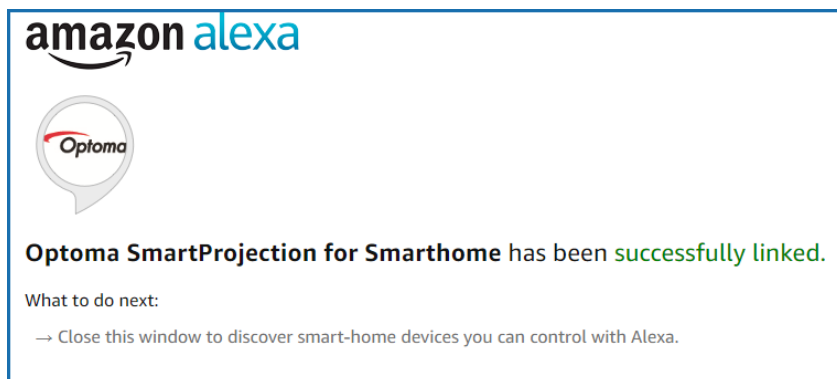 amazon alexa
Optoma
Optoma SmartProjection for Smarthome has been successfully linked.
What to do next:
→ Close this window to discover smart-home devices you can control with Alexa.